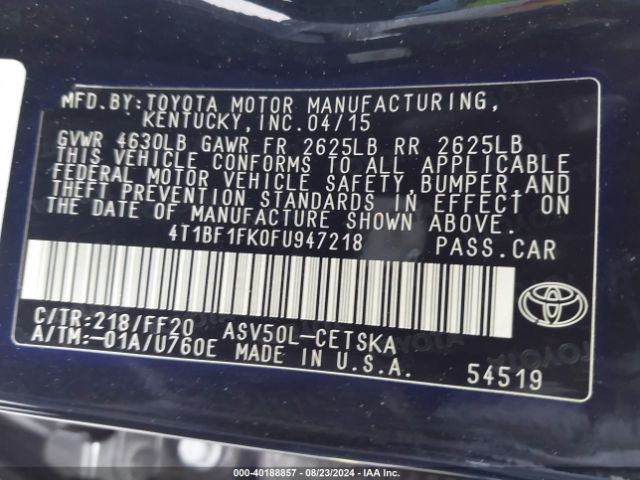 MFD.BY:TOYOTA MOTOR MANUFACTURING,
KENTUCKY,INC.04/15
GVWR 4630LB GAWR FR 2625LB RR 2625LB
THIS VEHICLE CONFORMS TO ALL APPLICABLE
FEDERAL MOTOR VEHICLE SAFETY,BUMPER,AND
THEFT PREVENTION STANDARDS IN EFFECT ON
THE DATE OF MANUFACTURE SHOWN ABOVE.
4T1BF1FK0FU947218 PASS.CAR
C/TR:218/FF20 ASV50L-CETSKA
A/TM:-01A/U760E MADE IN U.S.A.
TOYOTA
54519
000-40188857 - 08/23/2024 - IAA Inc.